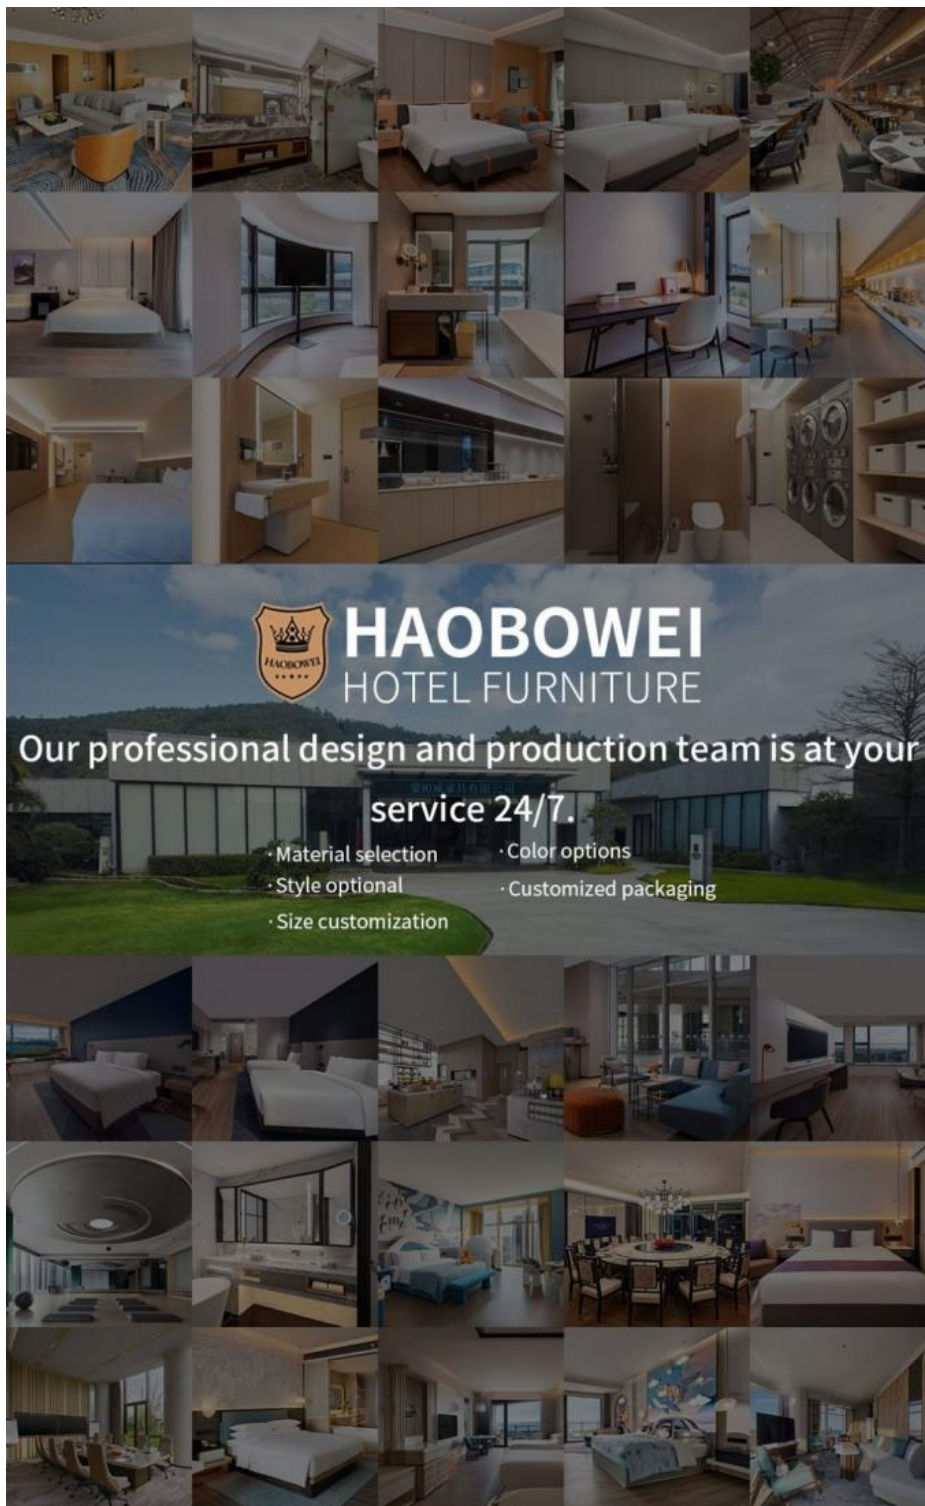 HAOBOWEI
HAOBOWEI
HOTEL FURNITURE
Our professional design and production team is at your
service 24/7.
·Material selection
·Color options
·Style optional
·Customized packaging
·Size customization